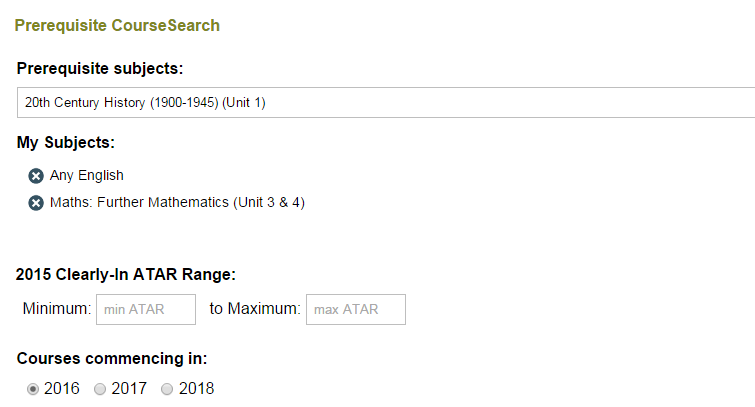 Prerequisite CourseSearch
Prerequisite subjects:
20th Century History (1900-1945) (Unit 1)
My Subjects:
Any English
Maths: Further Mathematics (Unit 3 & 4)
2015 Clearly-In ATAR Range:
Minimum: min ATAR to Maximum: max ATAR
Courses commencing in:
2016 2017 2018